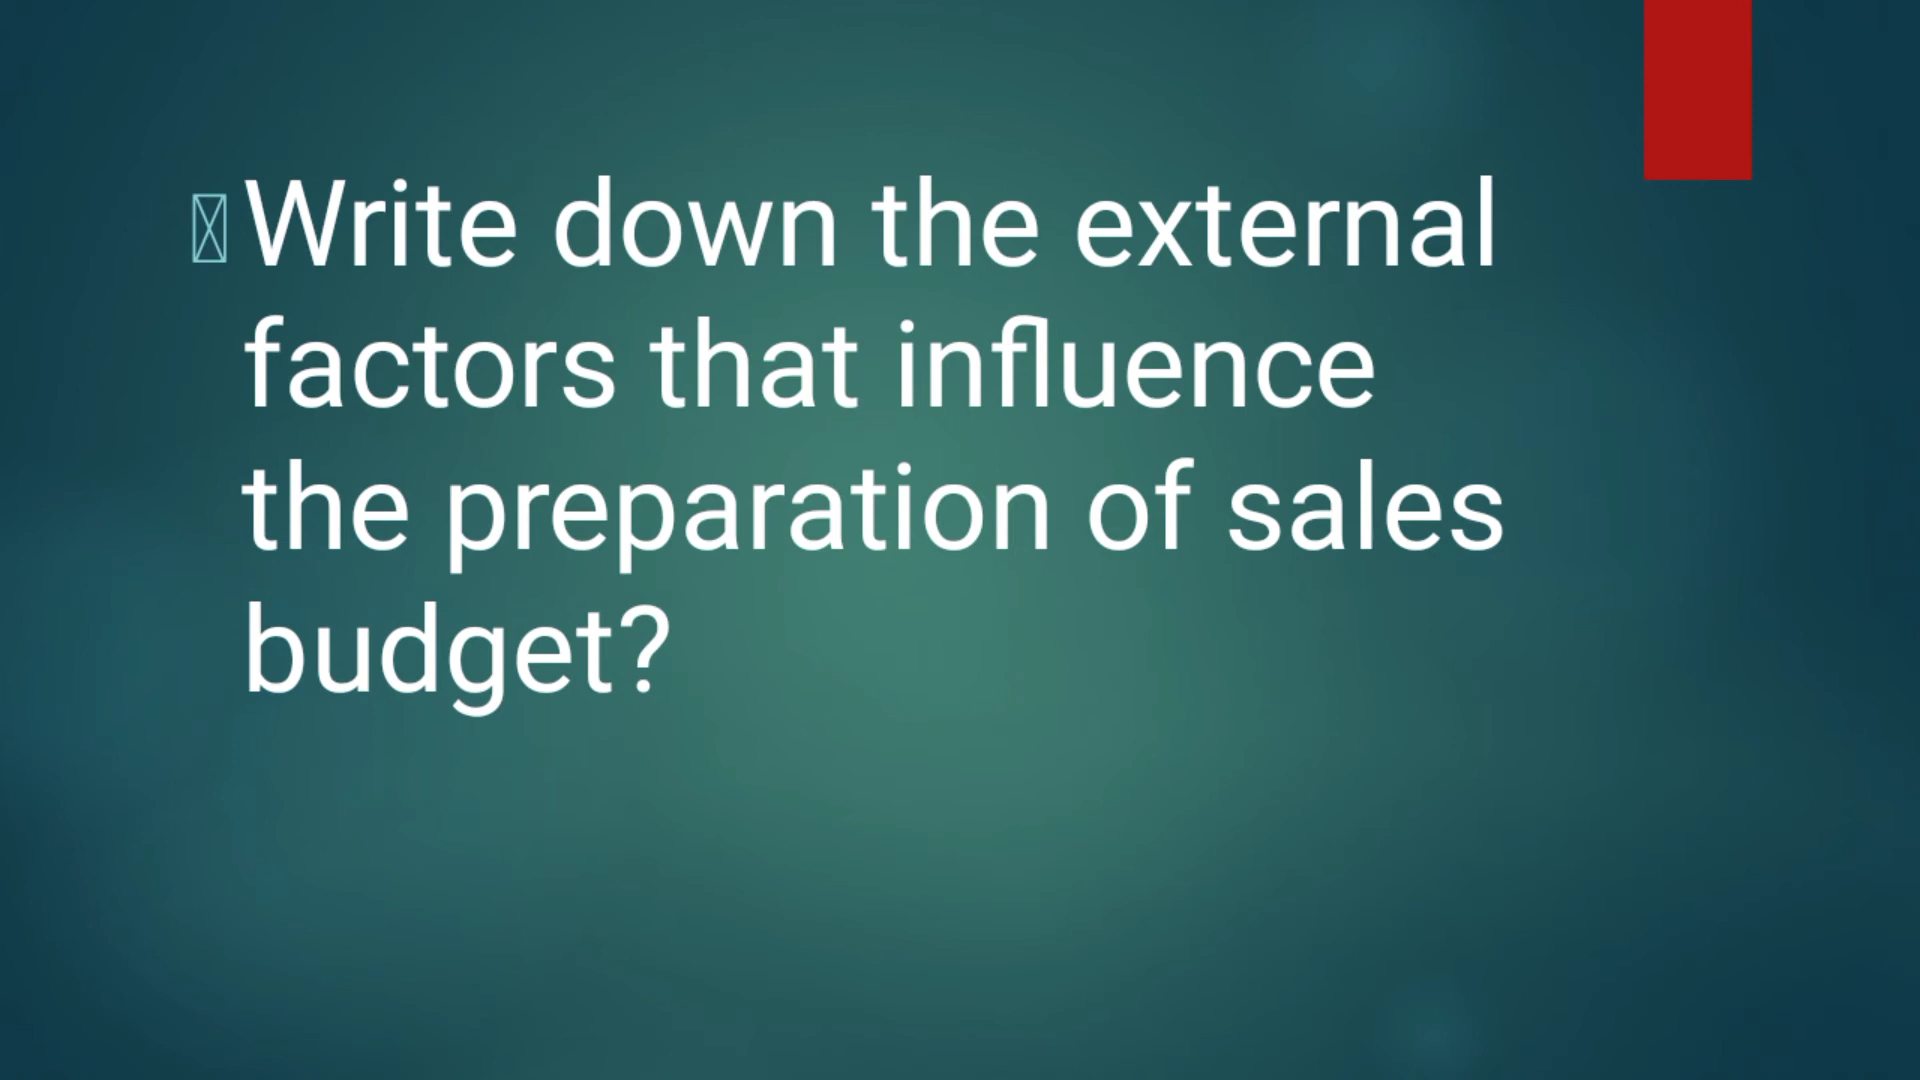 Write down the external
factors that influence
the preparation of sales
budget?